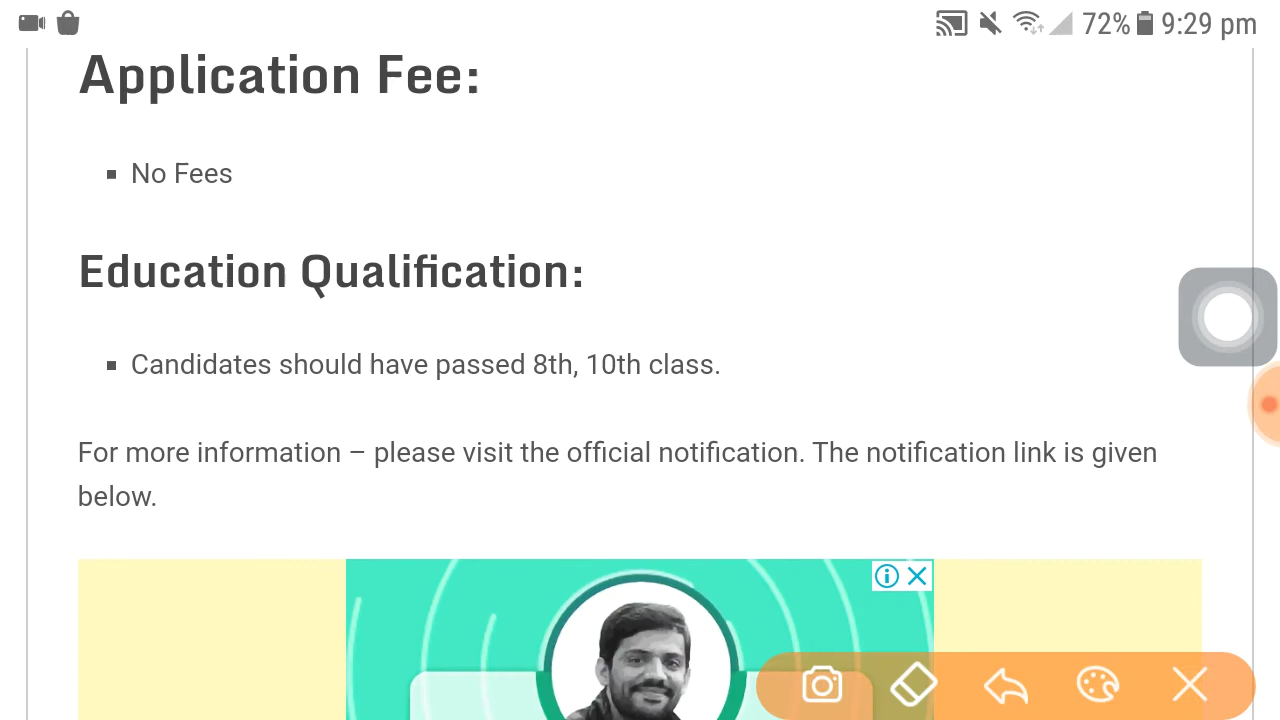 72% 9:29 pm
Application Fee:
No Fees
Education Qualification:
Candidates should have passed 8th, 10th class.
For more information – please visit the official notification. The notification link is given
below.